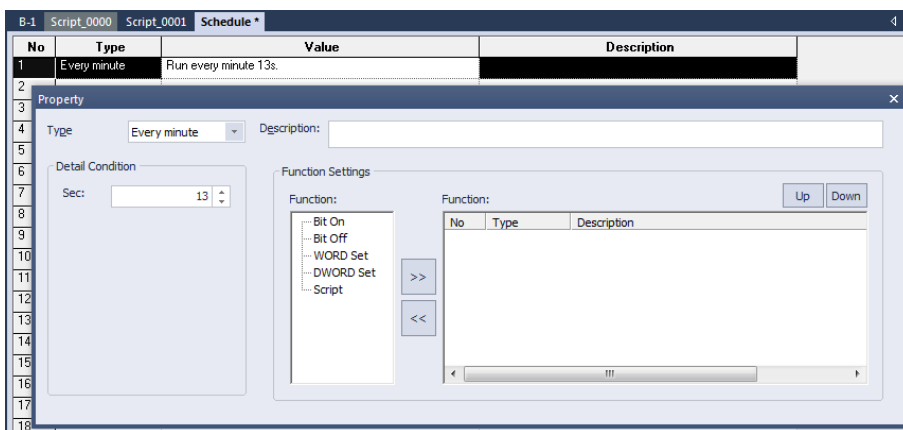 B-1 Script_0000 Script_0001 Schedule *
No Type Value Description
1 Every minute Run every minute 13s.
2
Property
3
4
Type Every minute Description:
5
6
Detail Condition Function Settings
7
Sec: 13 Function: Function: Up Down
8
Bit On No Type Description
9
Bit Off
10
WORD Set
11
DWORD Set >>
12
Script
13
<<
14
15
16
17
18